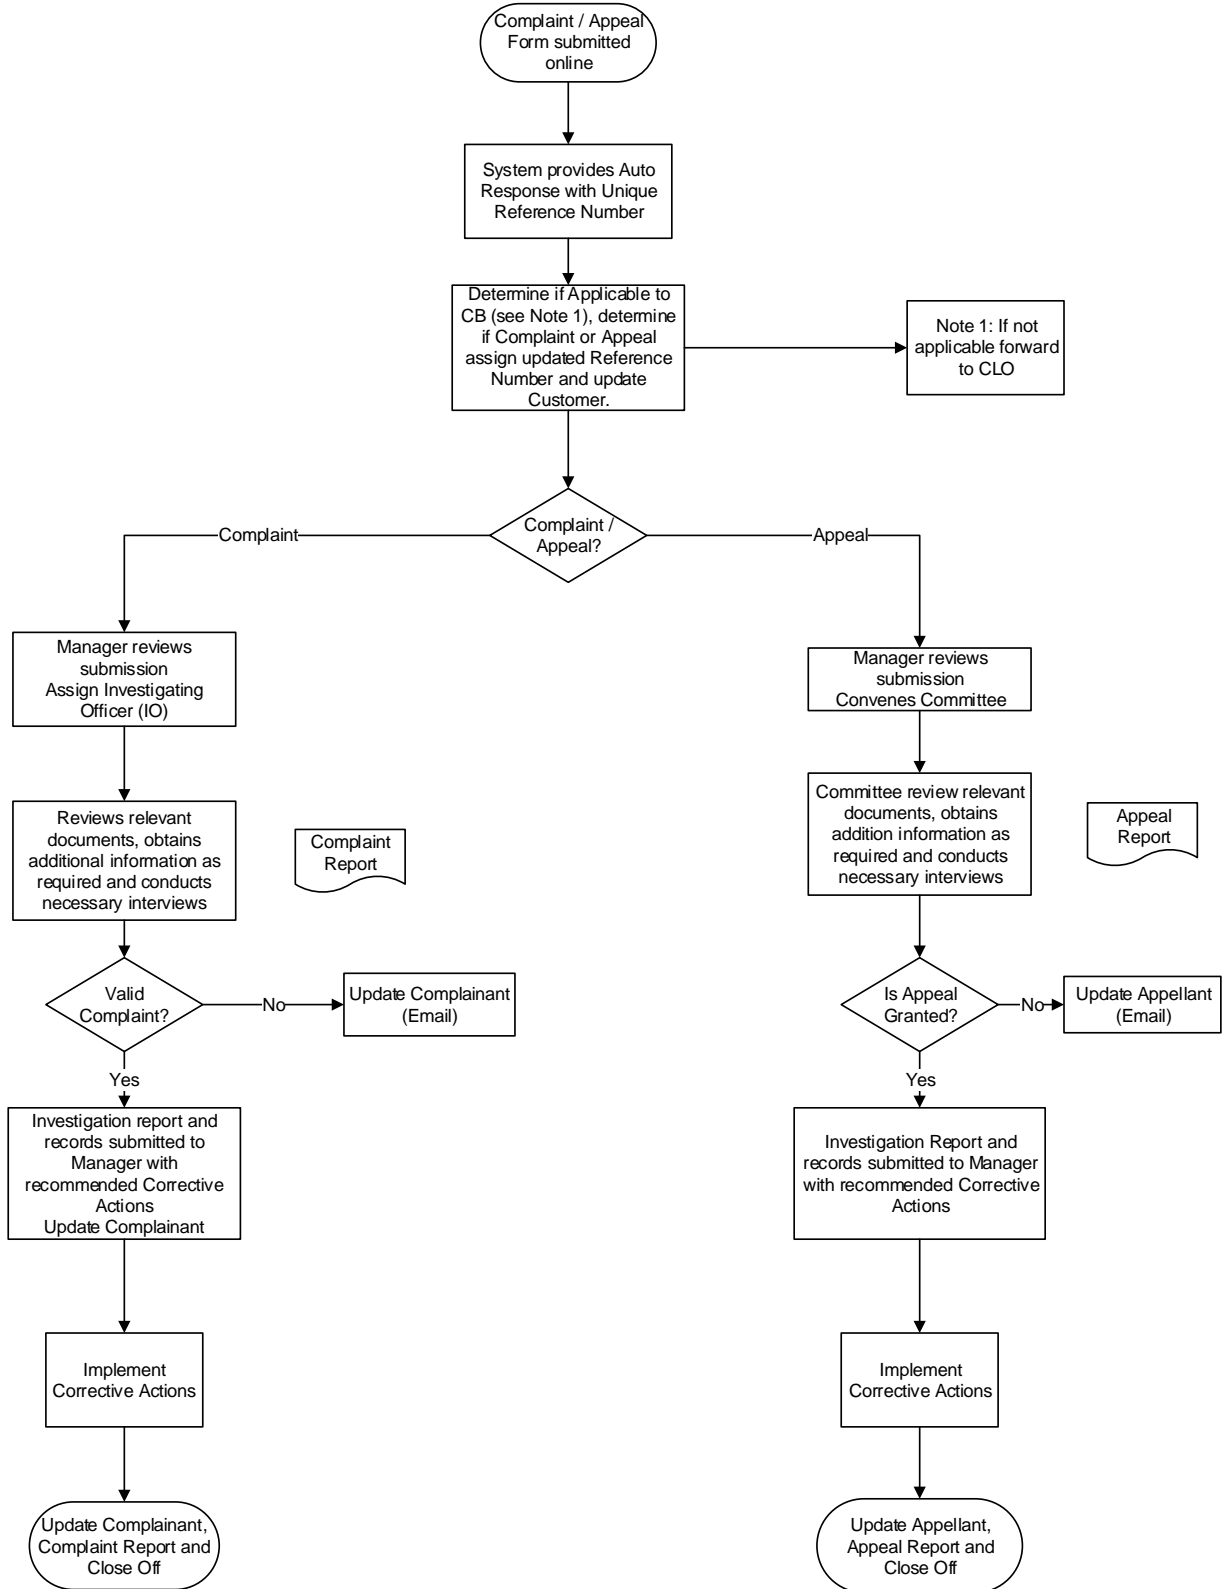 Complaint / Appeal
Form submitted
online
System provides Auto
Response with Unique
Reference Number
Determine if Applicable to
CB (see Note 1), determine
if Complaint or Appeal
assign updated Reference
Number and update
Customer.
Note 1: If not
applicable forward
to CLO
Complaint /
Appeal?
Complaint
Appeal
Manager reviews
submission
Assign Investigating
Officer (IO)
Manager reviews
submission
Convenes Committee
Reviews relevant
documents, obtains
additional information as
required and conducts
necessary interviews
Complaint
Report
Committee review relevant
documents, obtains
addition information as
required and conducts
necessary interviews
Appeal
Report
Valid
Complaint?
No
Update Complainant
(Email)
Is Appeal
Granted?
No
Update Appellant
(Email)
Yes
Yes
Investigation report and
records submitted to
Manager with
recommended Corrective
Actions
Update Complainant
Investigation Report and
records submitted to Manager
with recommended Corrective
Actions
Implement
Corrective Actions
Implement
Corrective Actions
Update Complainant,
Complaint Report and
Close Off
Update Appellant,
Appeal Report and
Close Off